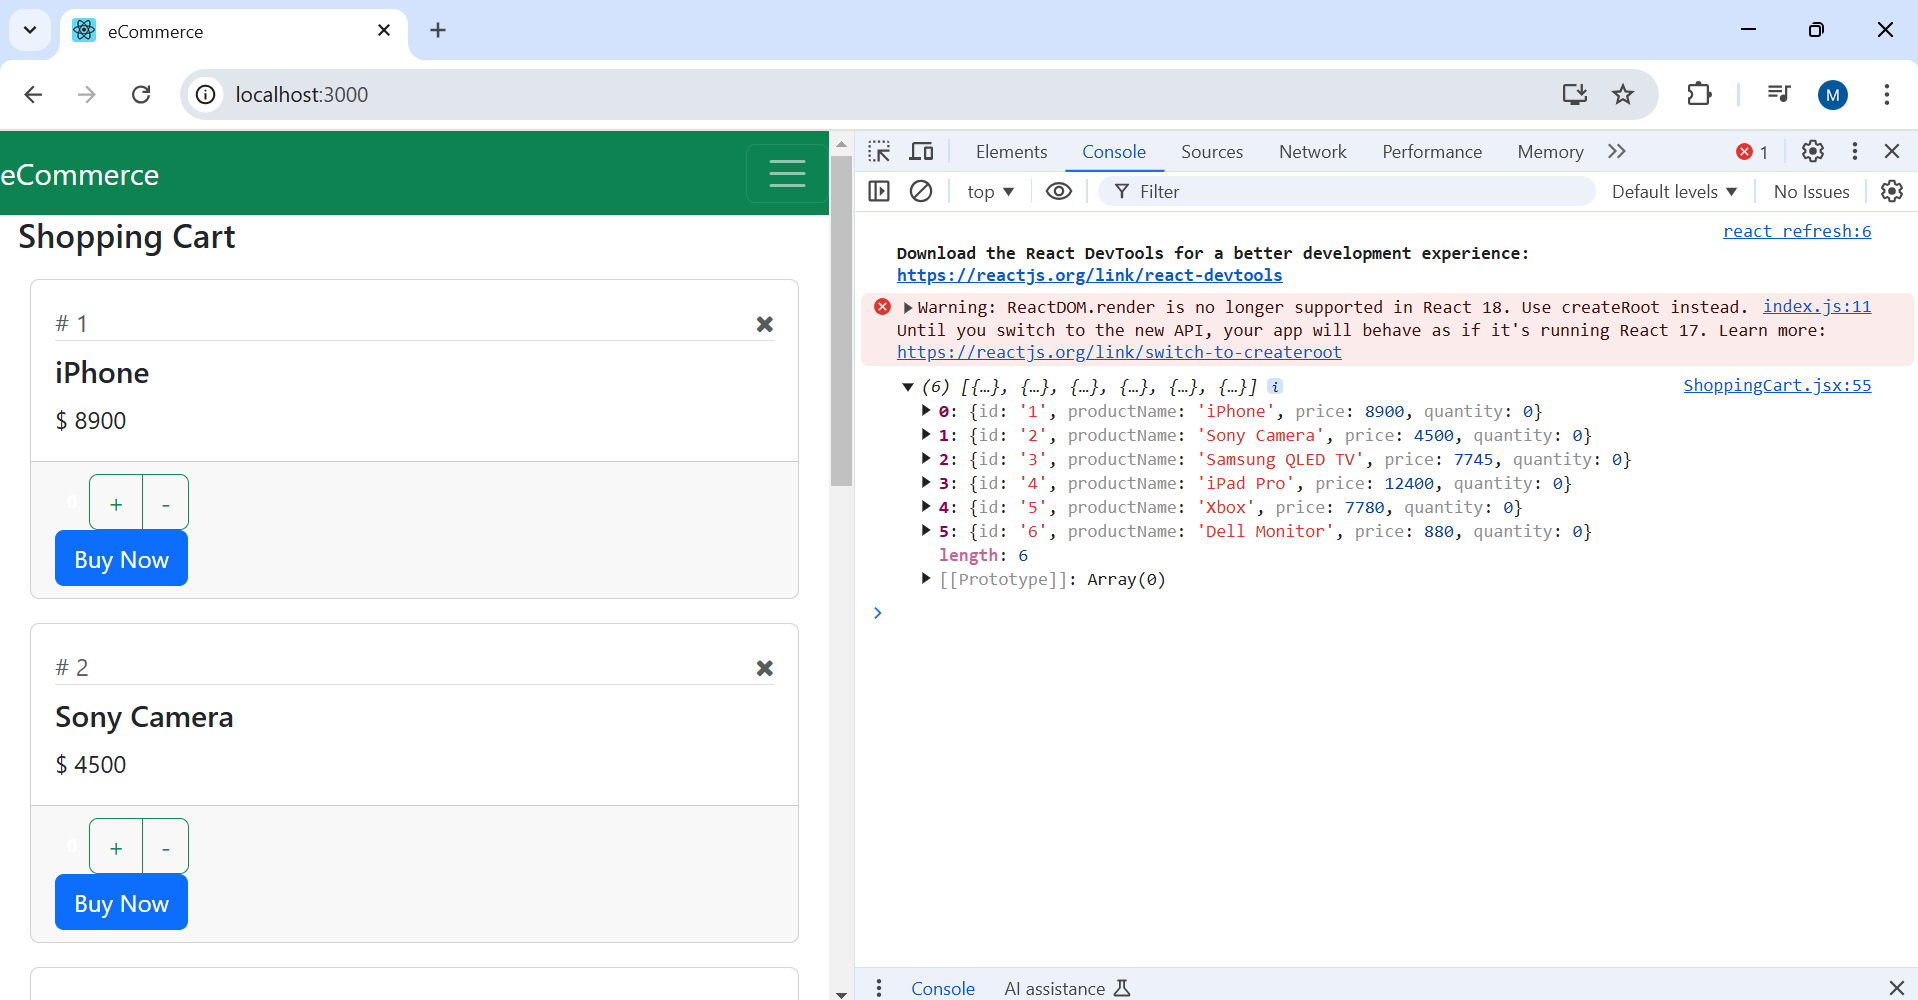 eCommerce
localhost:3000
M
eCommerce
Shopping Cart
# 1
iPhone
$ 8900
0
+
-
Buy Now
# 2
Sony Camera
$ 4500
0
+
-
Buy Now
Elements
Console
Sources
Network
Performance
Memory
1
top
Filter
Default levels
No Issues
react refresh:6
Download the React DevTools for a better development experience:
https://reactjs.org/link/react-devtools
Warning: ReactDOM.render is no longer supported in React 18. Use createRoot instead. index.js:11
Until you switch to the new API, your app will behave as if it's running React 17. Learn more:
https://reactjs.org/link/switch-to-createroot
(6) [{…}, {…}, {…}, {…}, {…}, {…}] i ShoppingCart.jsx:55
0: {id: '1', productName: 'iPhone', price: 8900, quantity: 0}
1: {id: '2', productName: 'Sony Camera', price: 4500, quantity: 0}
2: {id: '3', productName: 'Samsung QLED TV', price: 7745, quantity: 0}
3: {id: '4', productName: 'iPad Pro', price: 12400, quantity: 0}
4: {id: '5', productName: 'Xbox', price: 7780, quantity: 0}
5: {id: '6', productName: 'Dell Monitor', price: 880, quantity: 0}
length: 6
[[Prototype]]: Array(0)
Console
AI assistance